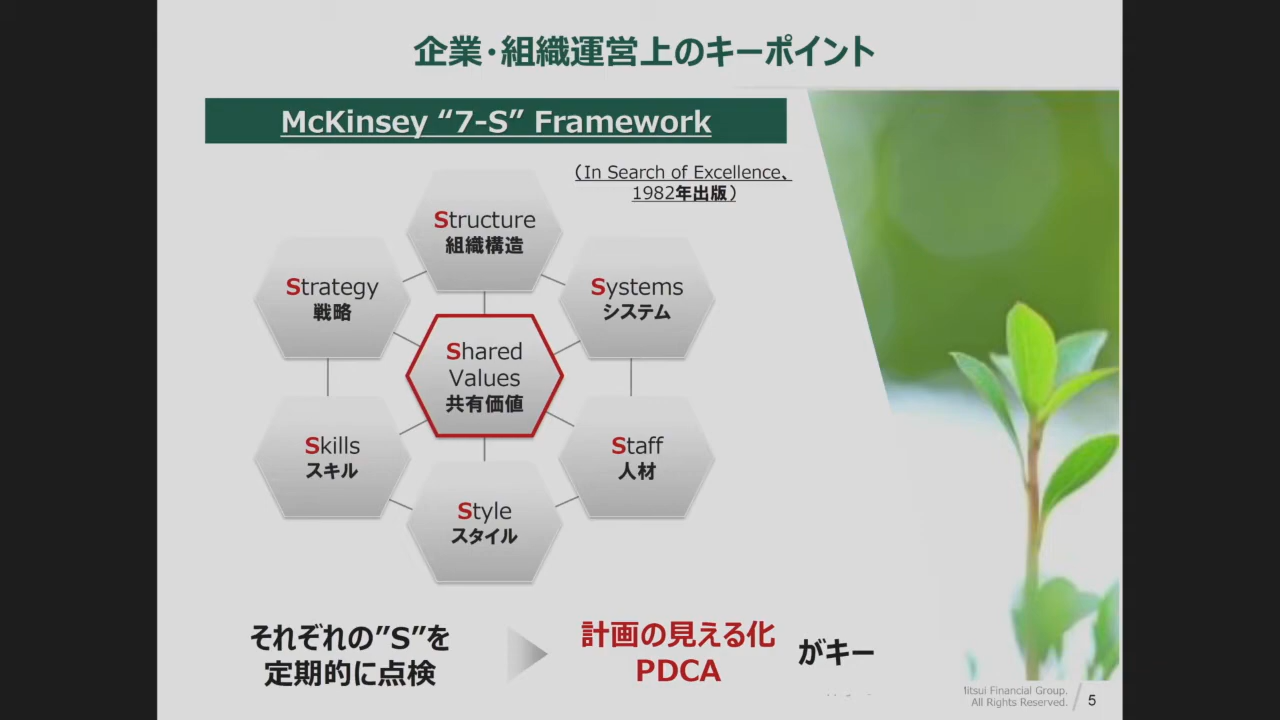 企業・組織運営上のキーポイント
McKinsey “7-S” Framework
（In Search of Excellence、
1982年出版）
Structure
組織構造
Strategy
戦略
Systems
システム
Shared
Values
共有価値
Skills
スキル
Staff
人材
Style
スタイル
それぞれの”S”を
定期的に点検
計画の見える化
PDCA
がキー
Mitsui Financial Group.
All Rights Reserved.
5